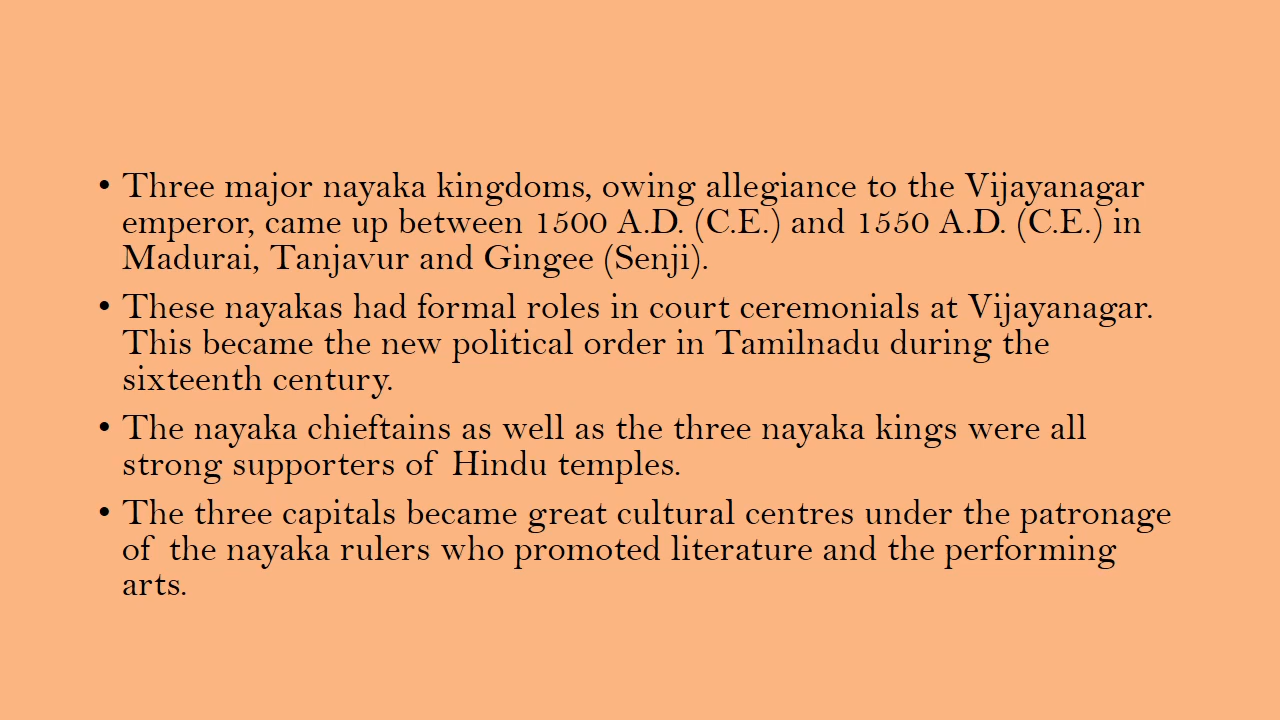 • Three major nayaka kingdoms, owing allegiance to the Vijayanagar
emperor, came up between 1500 A.D. (C.E.) and 1550 A.D. (C.E.) in
Madurai, Tanjavur and Gingee (Senji).
• These nayakas had formal roles in court ceremonials at Vijayanagar.
This became the new political order in Tamilnadu during the
sixteenth century.
• The nayaka chieftains as well as the three nayaka kings were all
strong supporters of Hindu temples.
• The three capitals became great cultural centres under the patronage
of the nayaka rulers who promoted literature and the performing
arts.